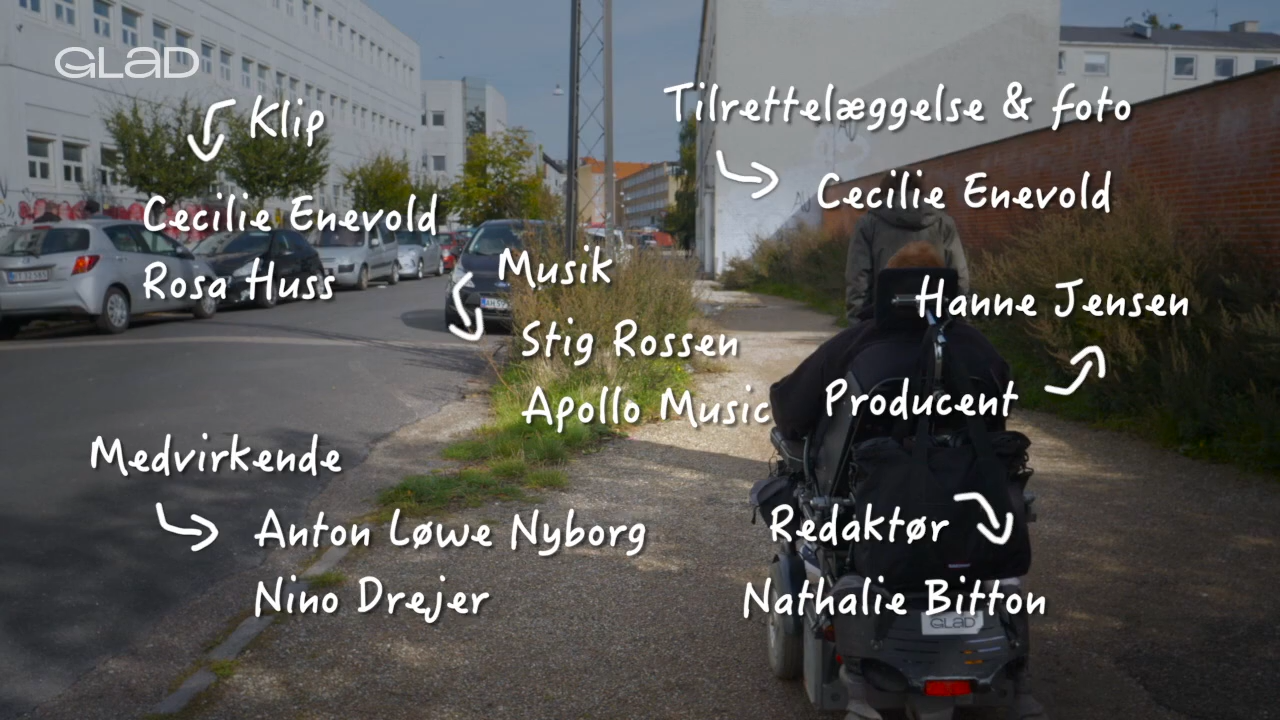 GLAD
Klip
Cecilie Enevold
Rosa Huss
Tilrettelæggelse & foto
Cecilie Enevold
Musik
Stig Rossen
Apollo Music
Hanne Jensen
Producent
Medvirkende
Anton Løwe Nyborg
Nino Drejer
Redaktør
Nathalie Bitton
GLAD